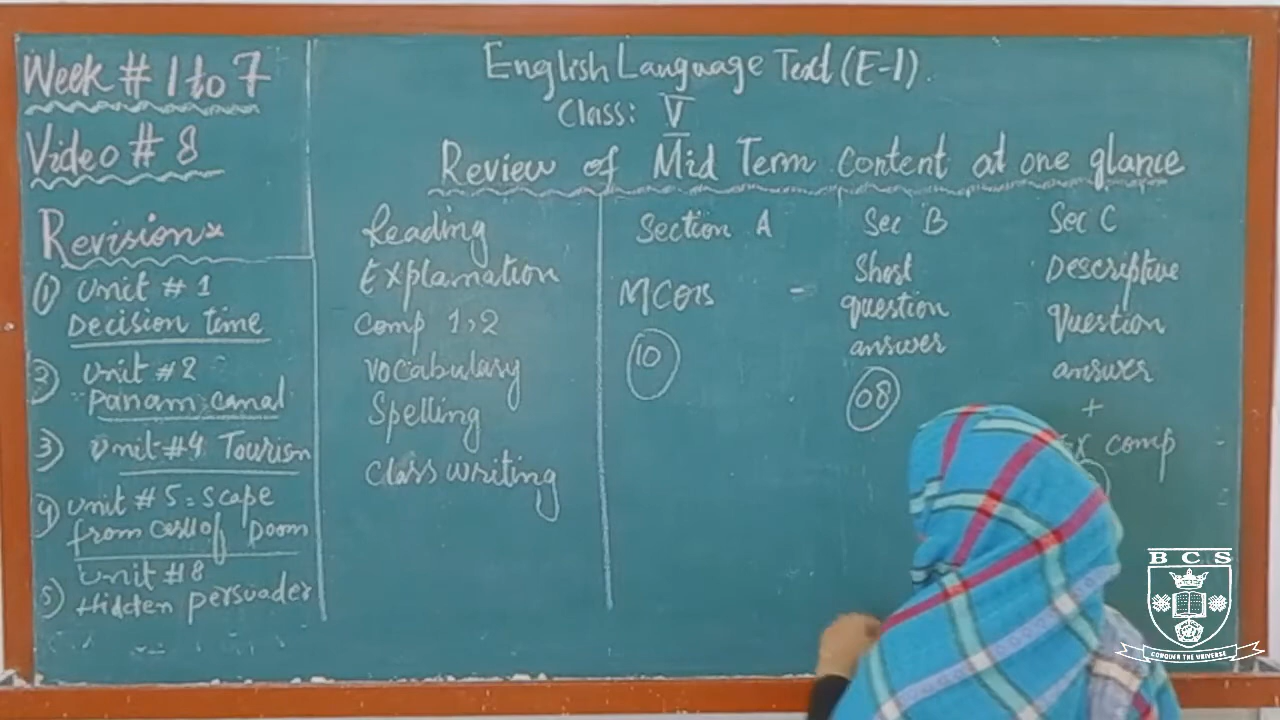 Week # 1 to 7
Video # 8
English Language Text (E-1).
Class: V
Review of Mid Term Content at one glance
Revision
① Unit # 1
Decision time
② Unit # 2
Panam canal
③ Unit #4 Tourism
④ Unit # 5 = scape
from of Doom
Unit #8
⑤ Hidden persuader
Reading
Explaination
Comp 1,2
vocabulary
Spelling
Class writing
Section A
MCQs -
10
Sec B
Short
question
answer
08
Sec C
Descriptive
Question
answer
+
comp
BCS
CONQUER THE UNIVERSE